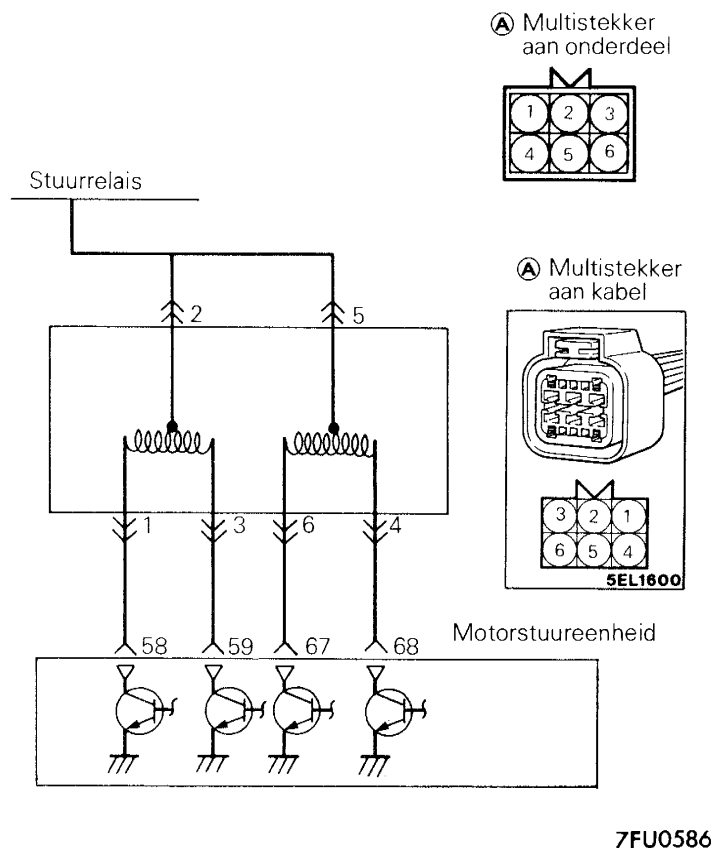 Ⓐ Multistekker
aan onderdeel
1 2 3
4 5 6
Stuurrelais
2 5
Ⓐ Multistekker
aan kabel
1 3 6 4
3 2 1
6 5 4
5EL1600
Motorstuureenheid
58 59 67 68
7FU0586